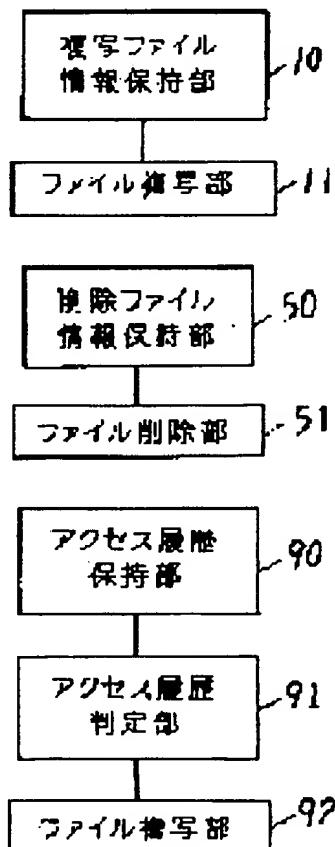 複写ファイル
情報保持部
10
ファイル複写部
11
削除ファイル
情報保持部
50
ファイル削除部
51
アクセス履歴
保持部
90
アクセス履歴
判定部
91
ファイル複写部
92